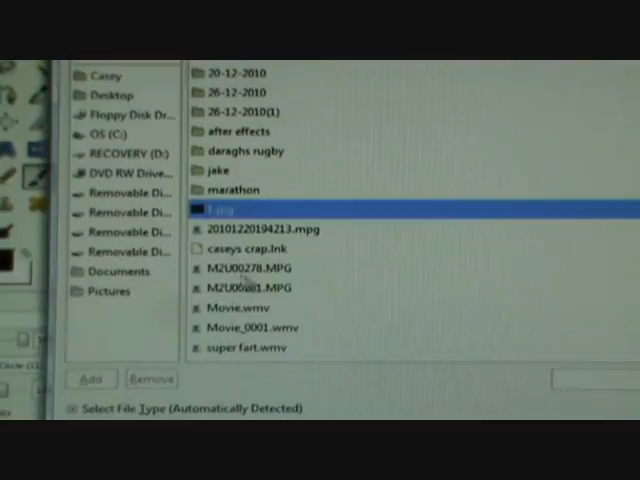 Casey
Desktop
Floppy Disk Dr...
OS (C:)
RECOVERY (D:)
DVD RW Drive...
Removable Di...
Removable Di...
Removable Di...
Removable Di...
Documents
Pictures
20-12-2010
26-12-2010
26-12-2010(1)
after effects
daraghs rugby
jake
marathon
1.jpg
20101220194213.mpg
caseys crap.lnk
M2U00278.MPG
Movie.wmv
Movie_0001.wmv
super fart.wmv
Add
Remove
Select File Type (Automatically Detected)